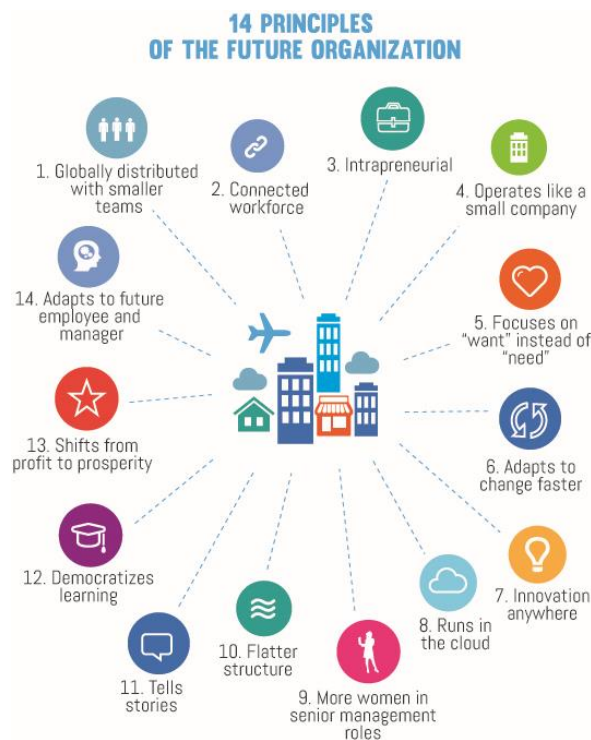 14 PRINCIPLES
OF THE FUTURE ORGANIZATION
1. Globally distributed
with smaller
teams
2. Connected
workforce
3. Intrapreneurial
4. Operates like a
small company
5. Focuses on
“want” instead of
“need”
6. Adapts to
change faster
7. Innovation
anywhere
8. Runs in
the cloud
9. More women in
senior management
roles
10. Flatter
structure
11. Tells
stories
12. Democratizes
learning
13. Shifts from
profit to prosperity
14. Adapts to future
employee and
manager